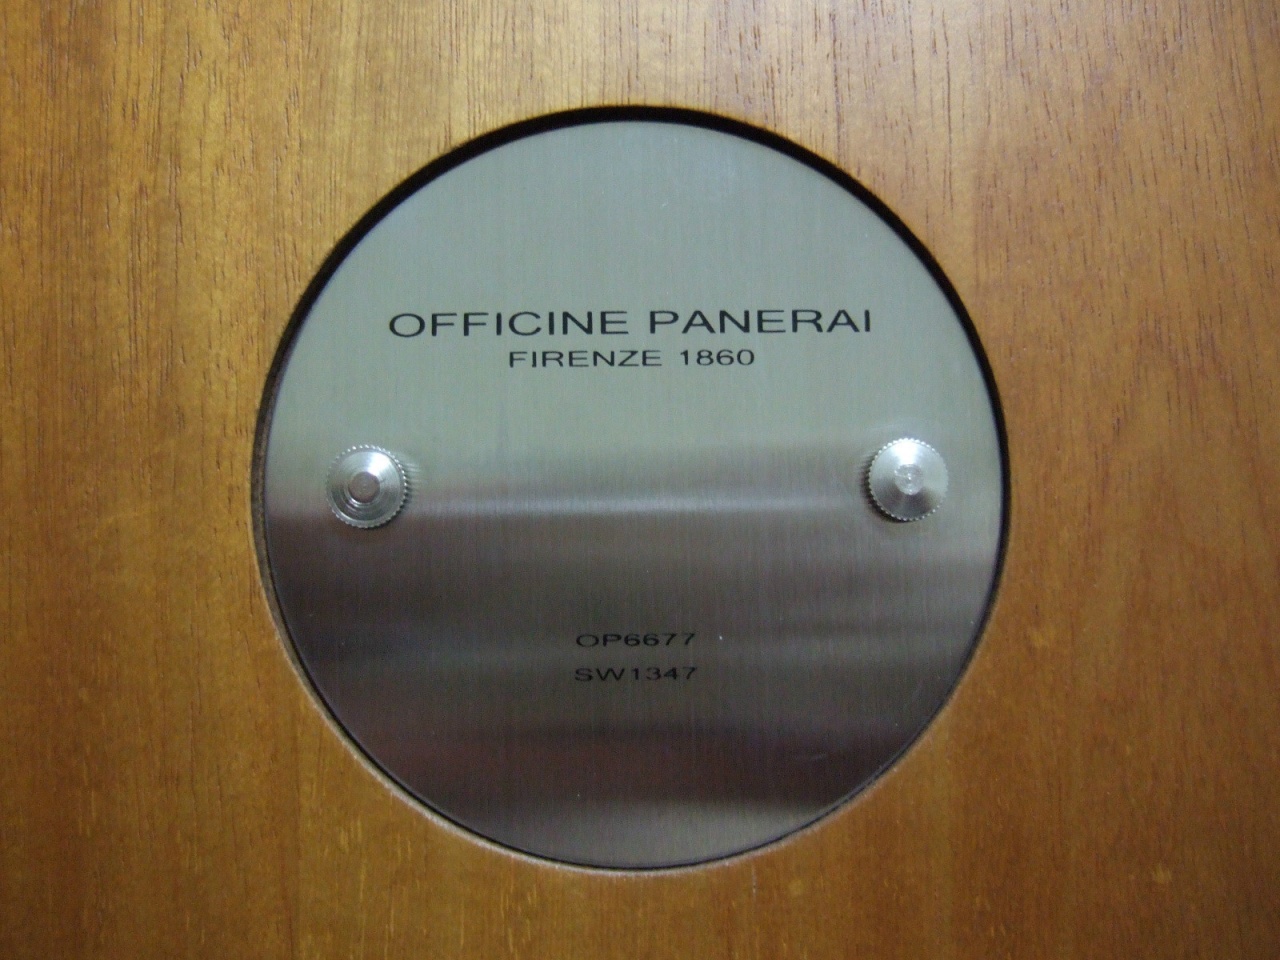 OFFICINE PANERAI
FIRENZE 1860
OP6677
SW1347